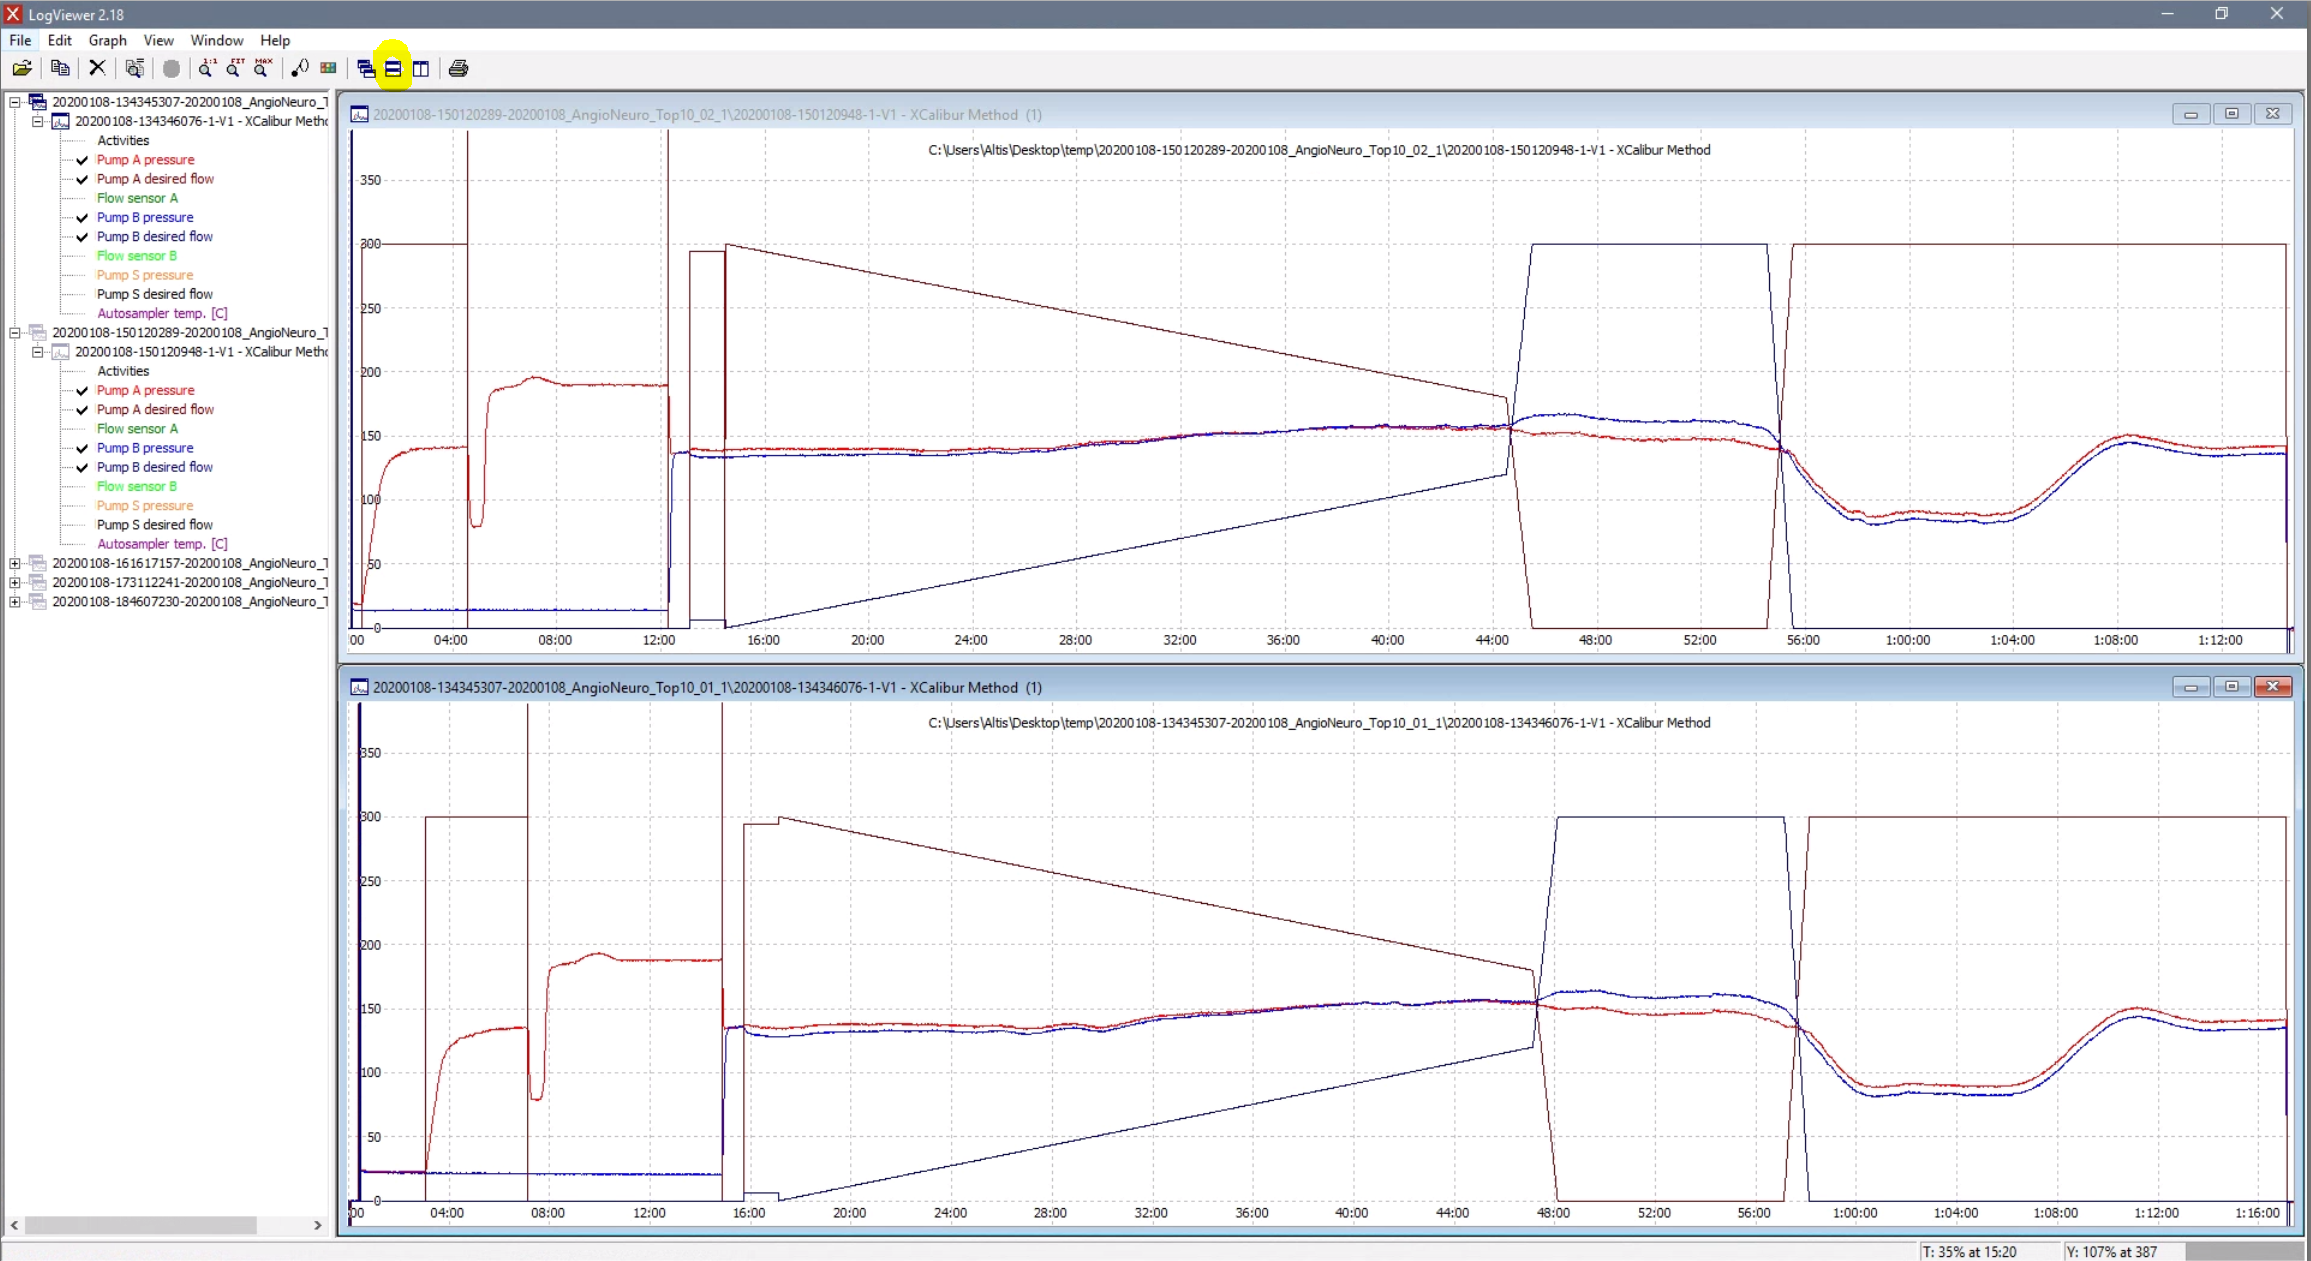 LogViewer 2.18
File Edit Graph View Window Help
1:1 FIT MAX
20200108-134345307-20200108_AngioNeuro_T
20200108-134346076-1-V1 - XCalibur Metho
Activities
Pump A pressure
Pump A desired flow
Flow sensor A
Pump B pressure
Pump B desired flow
Flow sensor B
Pump S pressure
Pump S desired flow
Autosampler temp. [C]
20200108-150120289-20200108_AngioNeuro_T
20200108-150120948-1-V1 - XCalibur Metho
Activities
Pump A pressure
Pump A desired flow
Flow sensor A
Pump B pressure
Pump B desired flow
Flow sensor B
Pump S pressure
Pump S desired flow
Autosampler temp. [C]
20200108-161617157-20200108_AngioNeuro_T
20200108-173112241-20200108_AngioNeuro_T
20200108-184607230-20200108_AngioNeuro_T
20200108-150120289-20200108_AngioNeuro_Top10_02_1\20200108-150120948-1-V1 - XCalibur Method (1)
C:\Users\Altis\Desktop\temp\20200108-150120289-20200108_AngioNeuro_Top10_02_1\20200108-150120948-1-V1 - XCalibur Method
350
300
250
200
150
100
50
0
:00 04:00 08:00 12:00 16:00 20:00 24:00 28:00 32:00 36:00 40:00 44:00 48:00 52:00 56:00 1:00:00 1:04:00 1:08:00 1:12:00
20200108-134345307-20200108_AngioNeuro_Top10_01_1\20200108-134346076-1-V1 - XCalibur Method (1)
C:\Users\Altis\Desktop\temp\20200108-134345307-20200108_AngioNeuro_Top10_01_1\20200108-134346076-1-V1 - XCalibur Method
350
300
250
200
150
100
50
0
:00 04:00 08:00 12:00 16:00 20:00 24:00 28:00 32:00 36:00 40:00 44:00 48:00 52:00 56:00 1:00:00 1:04:00 1:08:00 1:12:00 1:16:00
T: 35% at 15:20 Y: 107% at 387